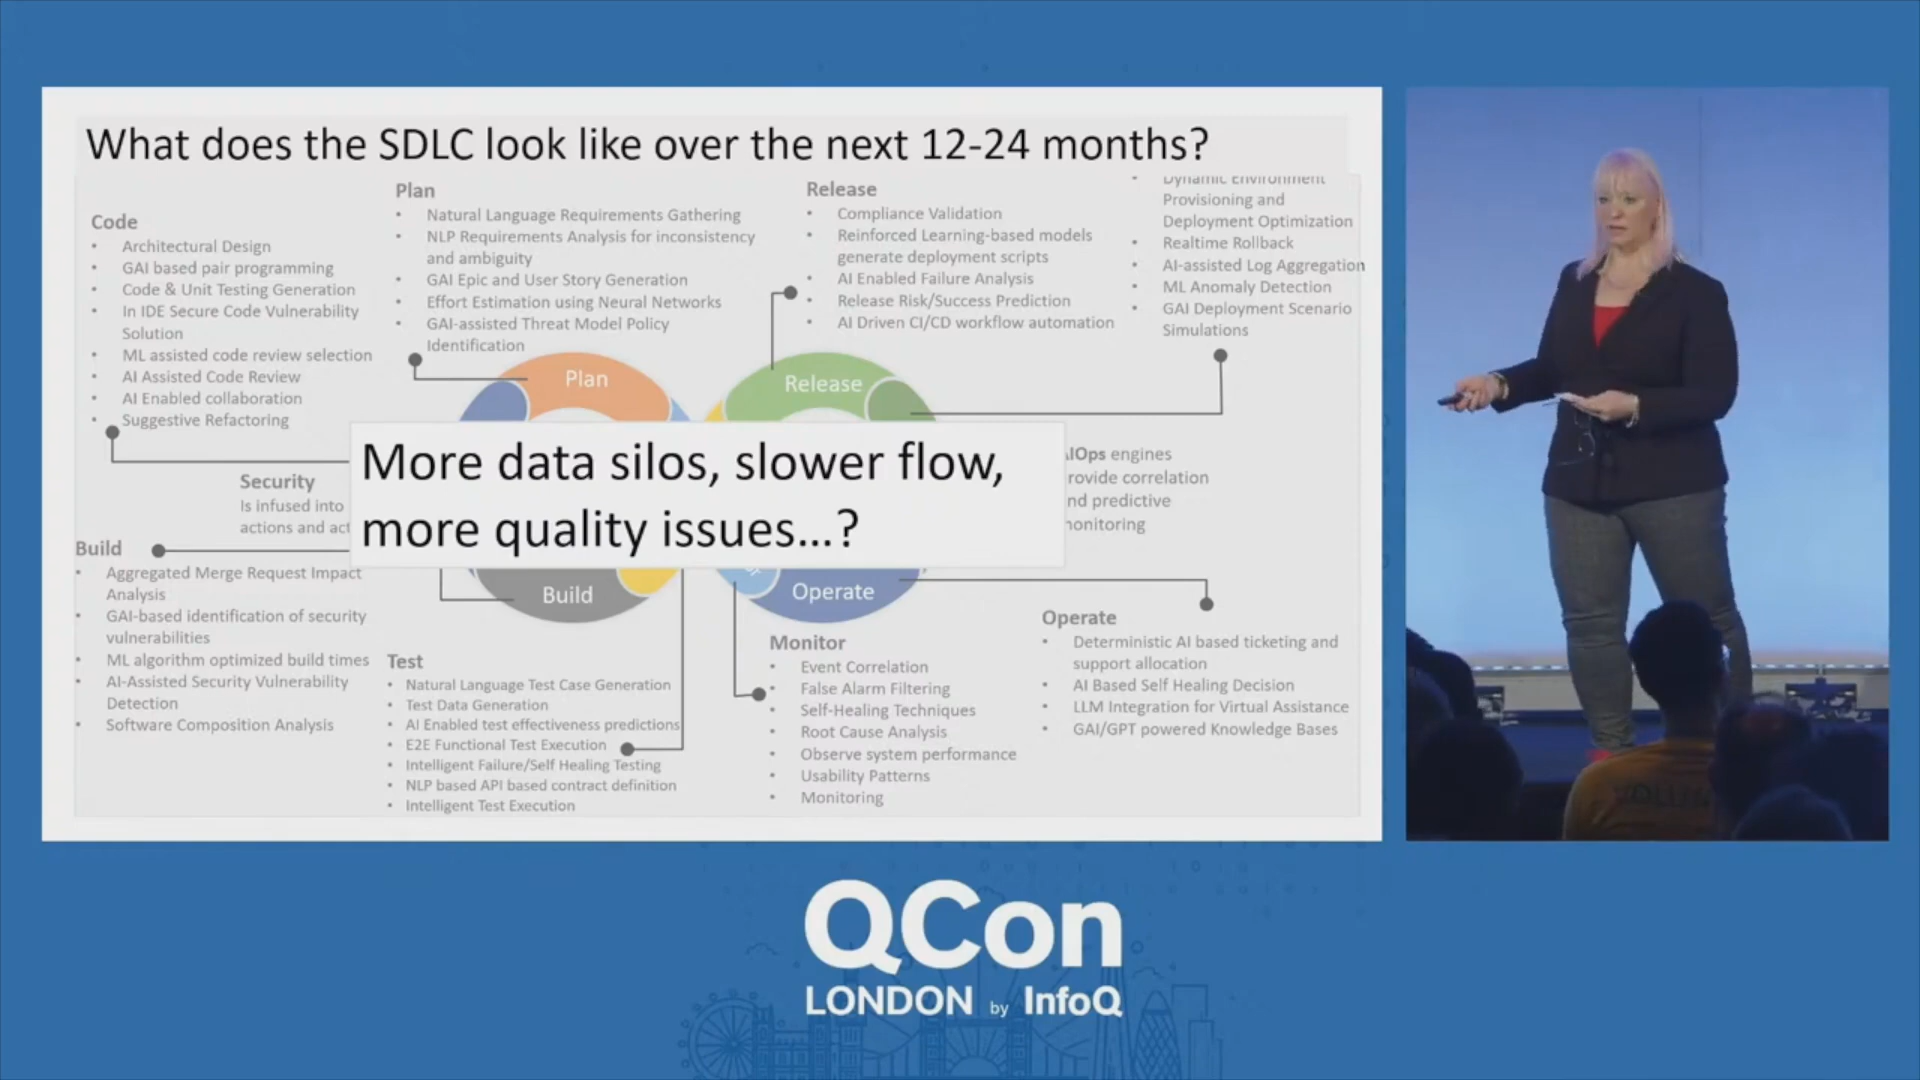 What does the SDLC look like over the next 12-24 months?
Code
• Architectural Design
• GAI based pair programming
• Code & Unit Testing Generation
• In IDE Secure Code Vulnerability
Solution
• ML assisted code review selection
• AI Assisted Code Review
• AI Enabled collaboration
• Suggestive Refactoring
Plan
• Natural Language Requirements Gathering
• NLP Requirements Analysis for inconsistency
and ambiguity
• GAI Epic and User Story Generation
• Effort Estimation using Neural Networks
• GAI-assisted Threat Model Policy
Identification
Release
• Compliance Validation
• Reinforced Learning-based models
generate deployment scripts
• AI Enabled Failure Analysis
• Release Risk/Success Prediction
• AI Driven CI/CD workflow automation
• Dynamic Environment
Provisioning and
Deployment Optimization
• Realtime Rollback
• AI-assisted Log Aggregation
• ML Anomaly Detection
• GAI Deployment Scenario
Simulations
Plan
Release
More data silos, slower flow,
more quality issues...?
Security
Is infused into
actions and
engines
correlation
predictive
Build
Operate
Build
• Aggregated Merge Request Impact
Analysis
• GAI-based identification of security
vulnerabilities
• ML algorithm optimized build times
• AI-Assisted Security Vulnerability
Detection
• Software Composition Analysis
Test
• Natural Language Test Case Generation
• Test Data Generation
• AI Enabled test effectiveness predictions
• E2E Functional Test Execution
• Intelligent Failure/Self Healing Testing
• NLP based API based contract definition
• Intelligent Test Execution
Monitor
• Event Correlation
• False Alarm Filtering
• Self-Healing Techniques
• Root Cause Analysis
• Observe system performance
• Usability Patterns
• Monitoring
Operate
• Deterministic AI based ticketing and
support allocation
• AI Based Self Healing Decision
• LLM Integration for Virtual Assistance
• GAI/GPT powered Knowledge Bases
QCon
LONDON by InfoQ